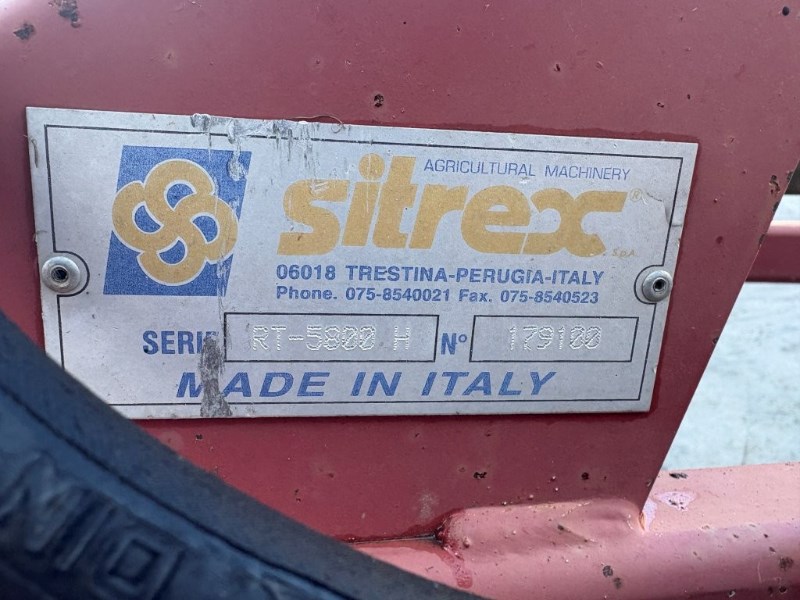 AGRICULTURAL MACHINERY
sitrex®
S.p.A.
06018 TRESTINA-PERUGIA-ITALY
Phone. 075-8540021 Fax. 075-8540523
SERIE RT-5800 H N° 179100
MADE IN ITALY